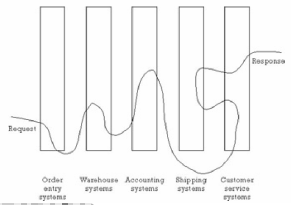 Response
Request
Order entry systems
Warehouse systems
Accounting systems
Shipping systems
Customer service systems